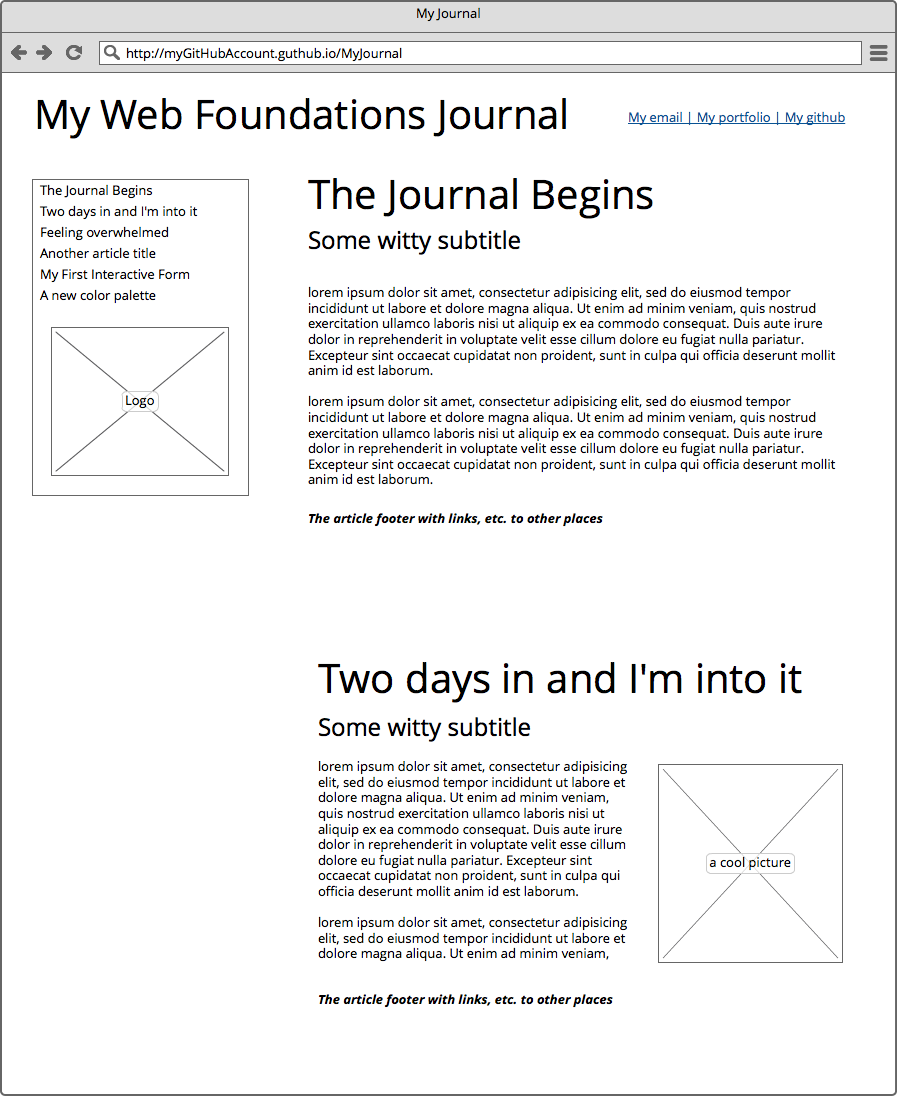 My Journal
http://myGitHubAccount.guthub.io/MyJournal
My Web Foundations Journal
My email | My portfolio | My github
The Journal Begins
Two days in and I'm into it
Feeling overwhelmed
Another article title
My First Interactive Form
A new color palette
Logo
The Journal Begins
Some witty subtitle
lorem ipsum dolor sit amet, consectetur adipisicing elit, sed do eiusmod tempor
incididunt ut labore et dolore magna aliqua. Ut enim ad minim veniam, quis nostrud
exercitation ullamco laboris nisi ut aliquip ex ea commodo consequat. Duis aute irure
dolor in reprehenderit in voluptate velit esse cillum dolore eu fugiat nulla pariatur.
Excepteur sint occaecat cupidatat non proident, sunt in culpa qui officia deserunt mollit
anim id est laborum.
lorem ipsum dolor sit amet, consectetur adipisicing elit, sed do eiusmod tempor
incididunt ut labore et dolore magna aliqua. Ut enim ad minim veniam, quis nostrud
exercitation ullamco laboris nisi ut aliquip ex ea commodo consequat. Duis aute irure
dolor in reprehenderit in voluptate velit esse cillum dolore eu fugiat nulla pariatur.
Excepteur sint occaecat cupidatat non proident, sunt in culpa qui officia deserunt mollit
anim id est laborum.
The article footer with links, etc. to other places
Two days in and I'm into it
Some witty subtitle
lorem ipsum dolor sit amet, consectetur adipisicing
elit, sed do eiusmod tempor incididunt ut labore et
dolore magna aliqua. Ut enim ad minim veniam,
quis nostrud exercitation ullamco laboris nisi ut
aliquip ex ea commodo consequat. Duis aute irure
dolor in reprehenderit in voluptate velit esse cillum
dolore eu fugiat nulla pariatur. Excepteur sint
occaecat cupidatat non proident, sunt in culpa qui
officia deserunt mollit anim id est laborum.
lorem ipsum dolor sit amet, consectetur adipisicing
elit, sed do eiusmod tempor incididunt ut labore et
dolore magna aliqua. Ut enim ad minim veniam,
a cool picture
The article footer with links, etc. to other places